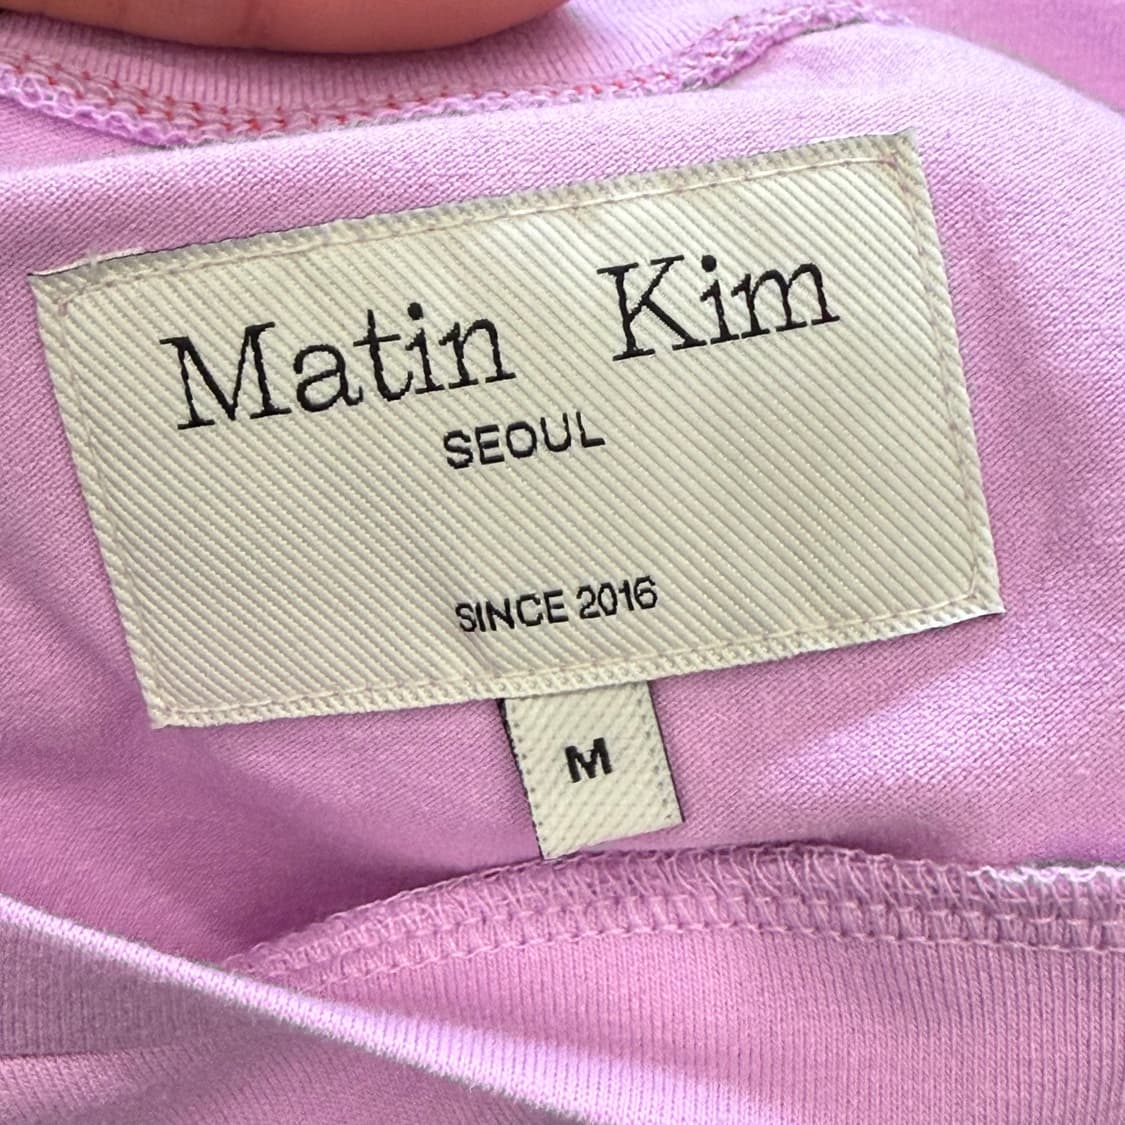 Matin Kim
SEOUL
SINCE 2016
M